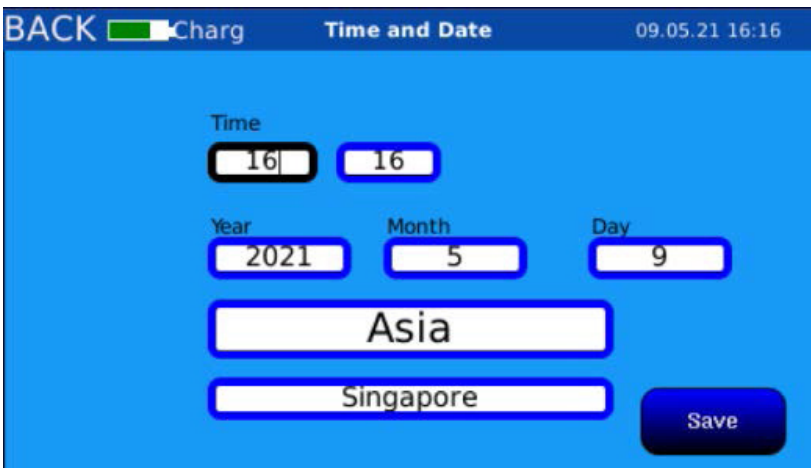 BACK Charg Time and Date 09.05.21 16:16
Time
16 16
Year Month Day
2021 5 9
Asia
Singapore
Save